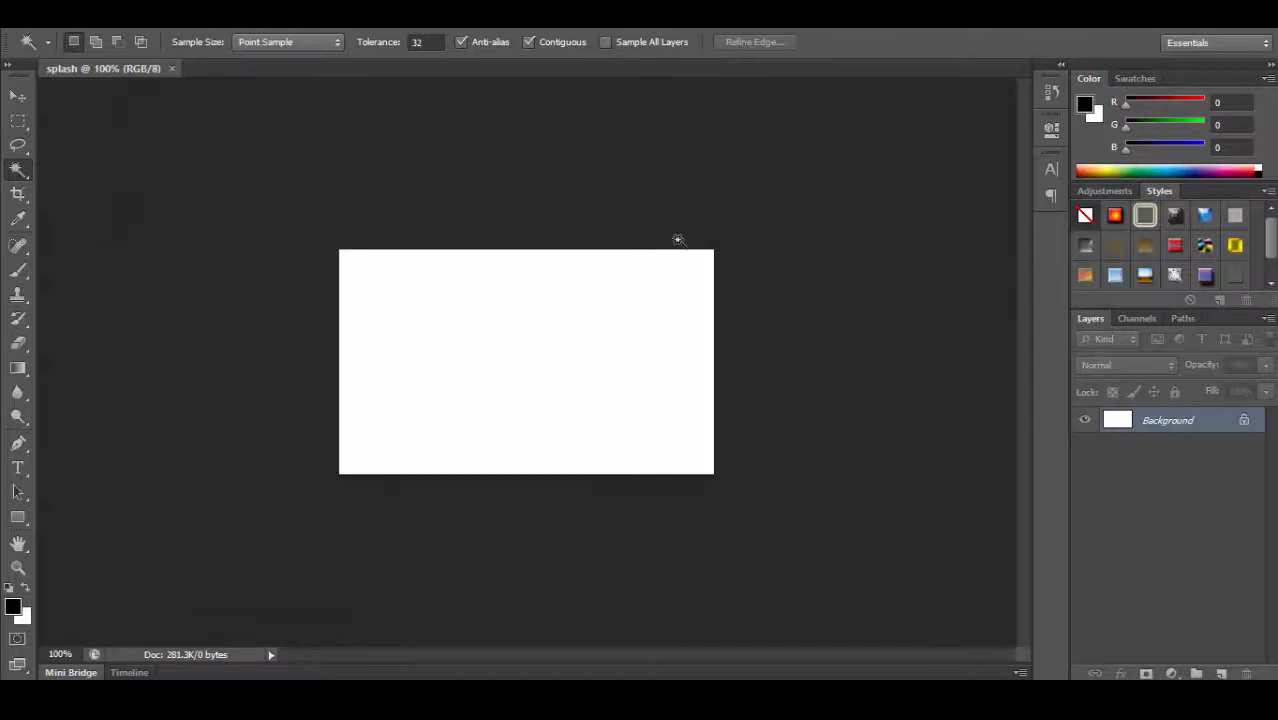 Sample Size: Point Sample Tolerance: 32 Anti-alias Contiguous Sample All Layers Refine Edge... Essentials
splash @ 100% (RGB/8) ×
Color Swatches
R 0
G 0
B 0
Adjustments Styles
Layers Channels Paths
Kind
Normal Opacity:
Lock: Fill: 100%
Background
100% Doc: 281.3K/0 bytes
Mini Bridge Timeline